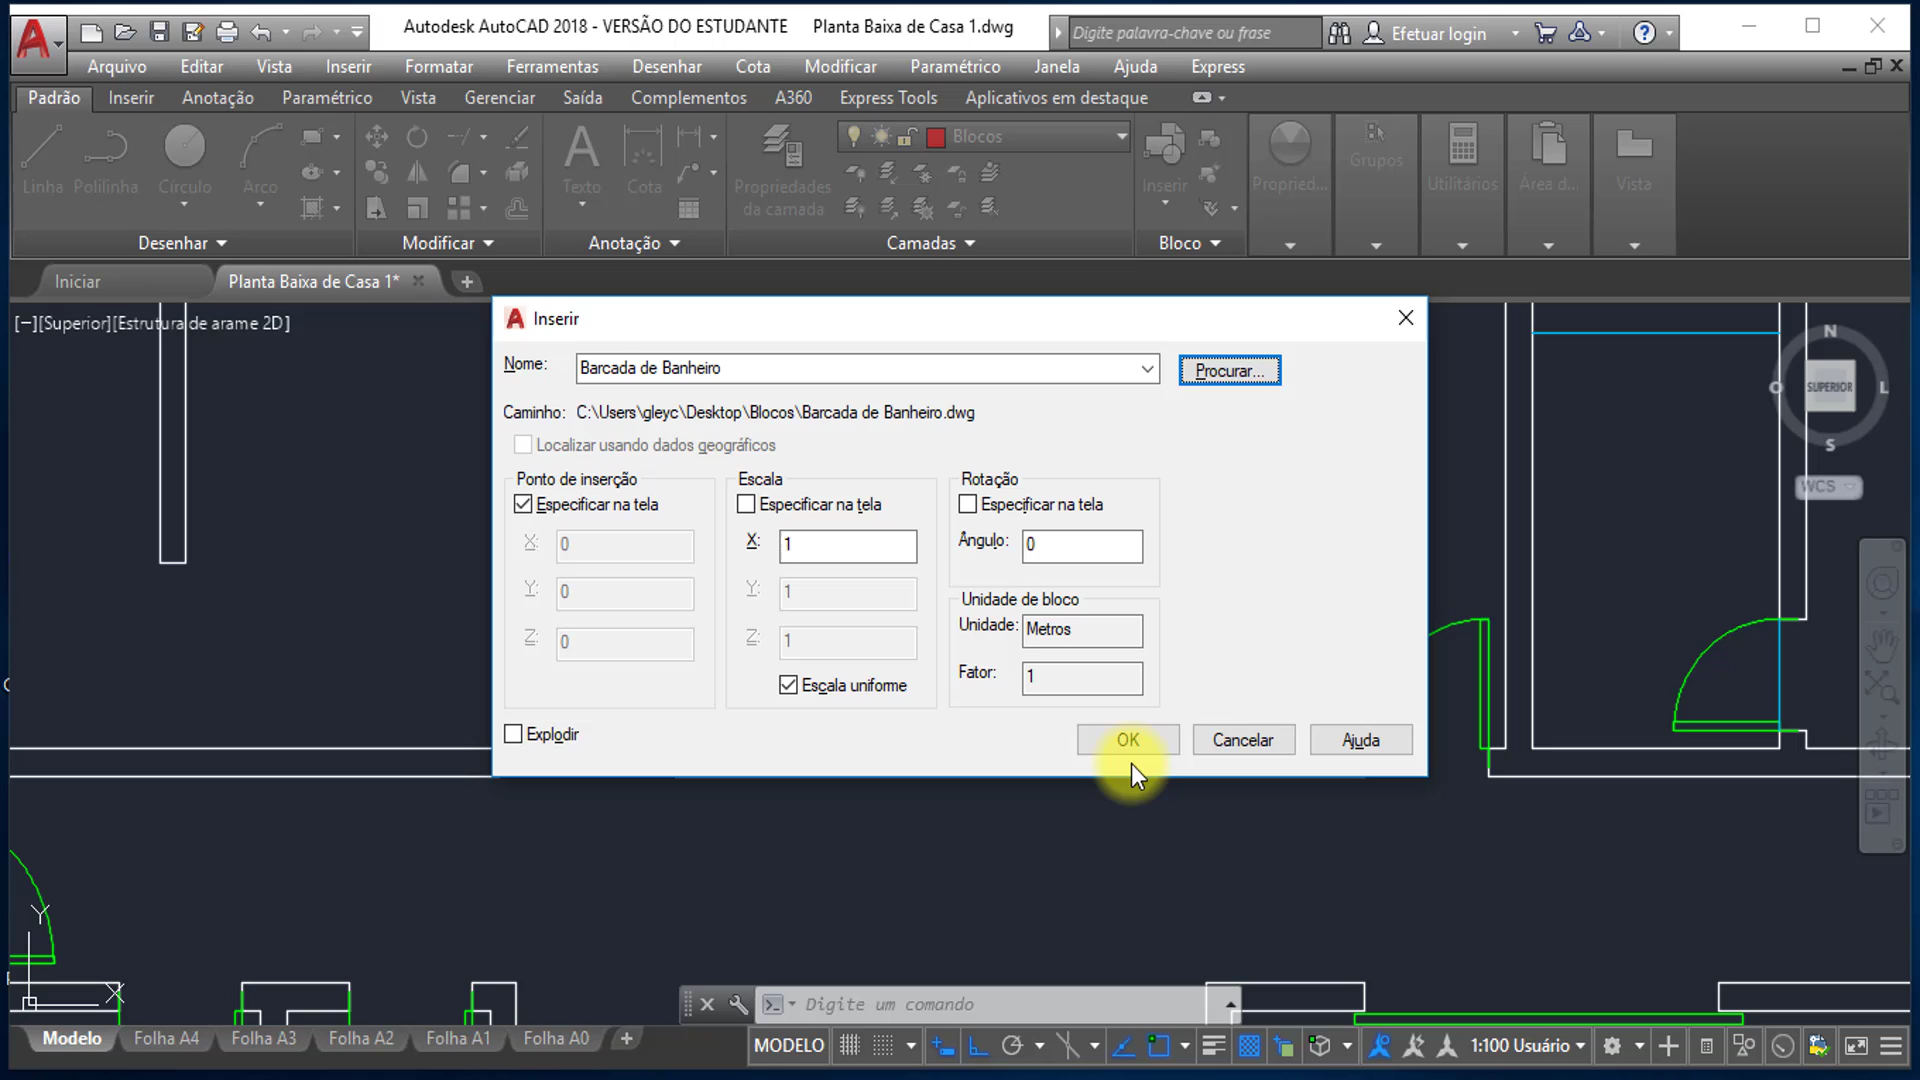 Autodesk AutoCAD 2018 - VERSÃO DO ESTUDANTE Planta Baixa de Casa 1.dwg
Digite palavra-chave ou frase
Efetuar login
Arquivo Editar Vista Inserir Formatar Ferramentas Desenhar Cota Modificar Paramétrico Janela Ajuda Express
Padrão Inserir Anotação Paramétrico Vista Gerenciar Saída Complementos A360 Express Tools Aplicativos em destaque
Blocos
Linha Polilinha Círculo Arco
Texto Cota
Propriedades
da camada
Inserir
Propried...
Grupos
Utilitários
Área d...
Vista
Desenhar Modificar Anotação Camadas Bloco
Iniciar Planta Baixa de Casa 1*
[−][Superior][Estrutura de arame 2D]
Inserir
Nome: Barcada de Banheiro Procurar...
Caminho: C:\Users\gleyc\Desktop\Blocos\Barcada de Banheiro.dwg
Localizar usando dados geográficos
Ponto de inserção Escala Rotação
Especificar na tela Especificar na tela Especificar na tela
X: 0 X: 1 Ângulo: 0
Y: 0 Y: 1
Unidade de bloco
Unidade: Metros
Z: 0 Z: 1
Fator: 1
Escala uniforme
Explodir
OK Cancelar Ajuda
N
O SUPERIOR L
S
WCS
Y
X
Digite um comando
Modelo Folha A4 Folha A3 Folha A2 Folha A1 Folha A0
MODELO 1:100 Usuário